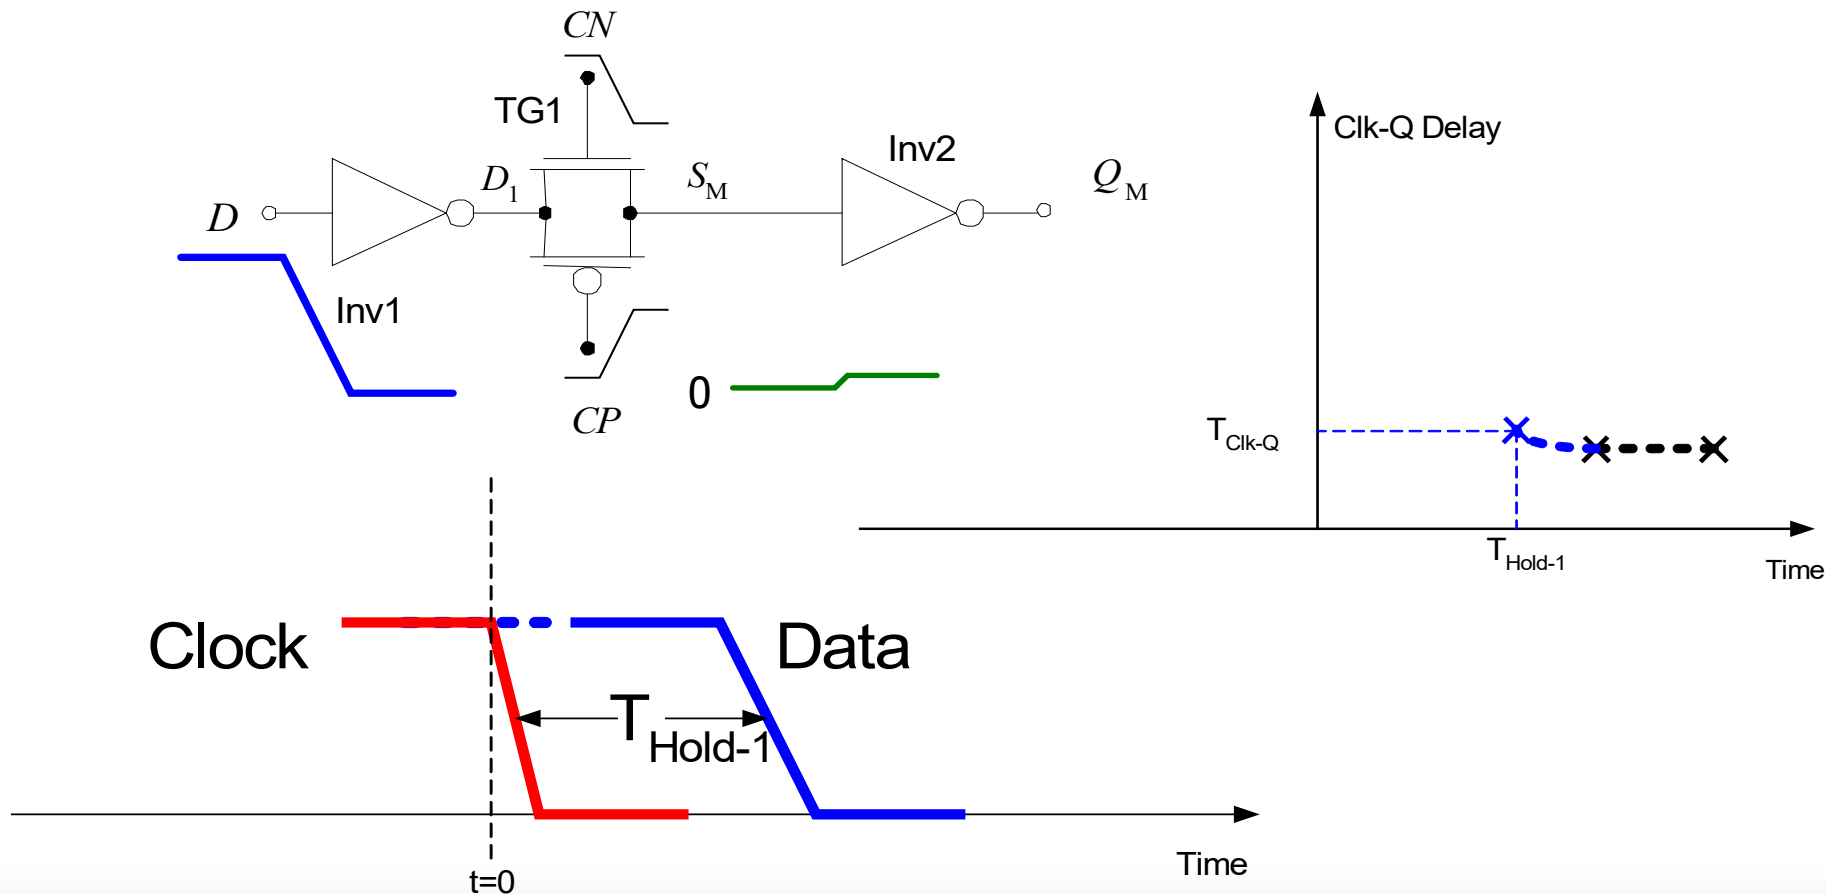 CN
TG1
Clk-Q Delay
Inv2
D
D1
SM
QM
Inv1
0
CP
TClk-Q
THold-1
Time
Clock
Data
THold-1
Time
t=0